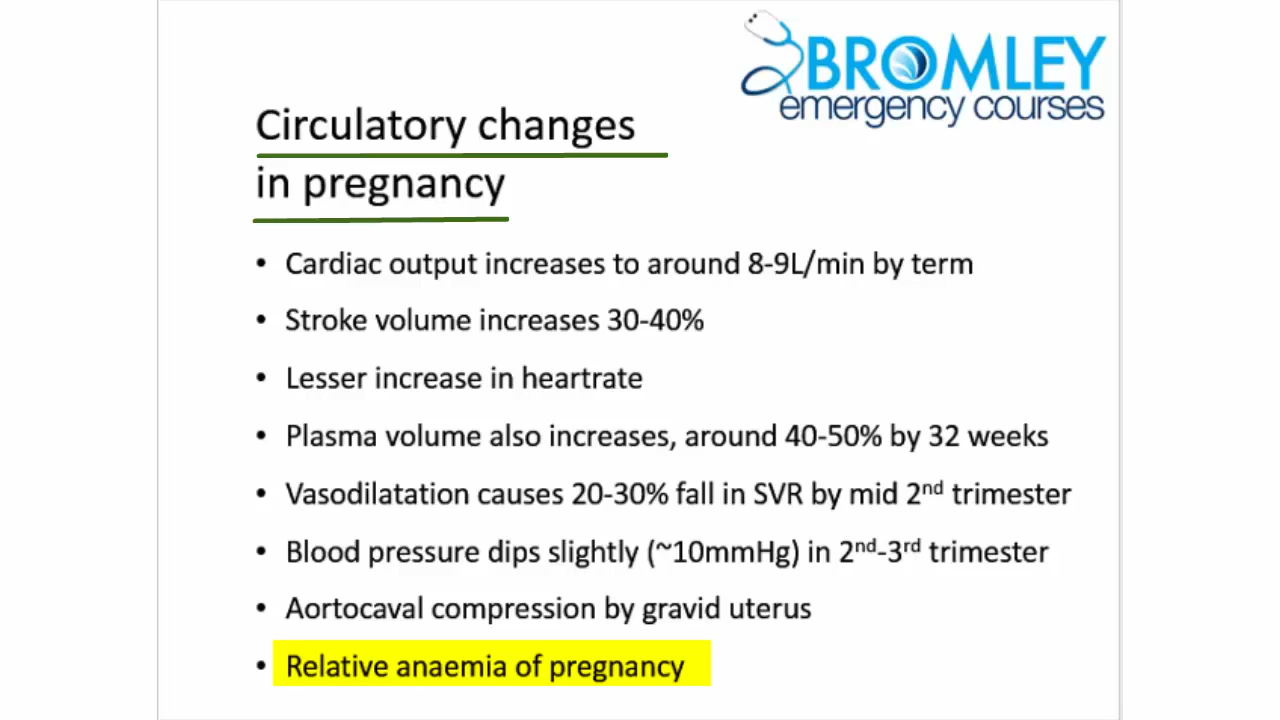 BROMLEY
emergency courses
Circulatory changes
in pregnancy
• Cardiac output increases to around 8-9L/min by term
• Stroke volume increases 30-40%
• Lesser increase in heartrate
• Plasma volume also increases, around 40-50% by 32 weeks
• Vasodilatation causes 20-30% fall in SVR by mid 2nd trimester
• Blood pressure dips slightly (~10mmHg) in 2nd-3rd trimester
• Aortocaval compression by gravid uterus
• Relative anaemia of pregnancy